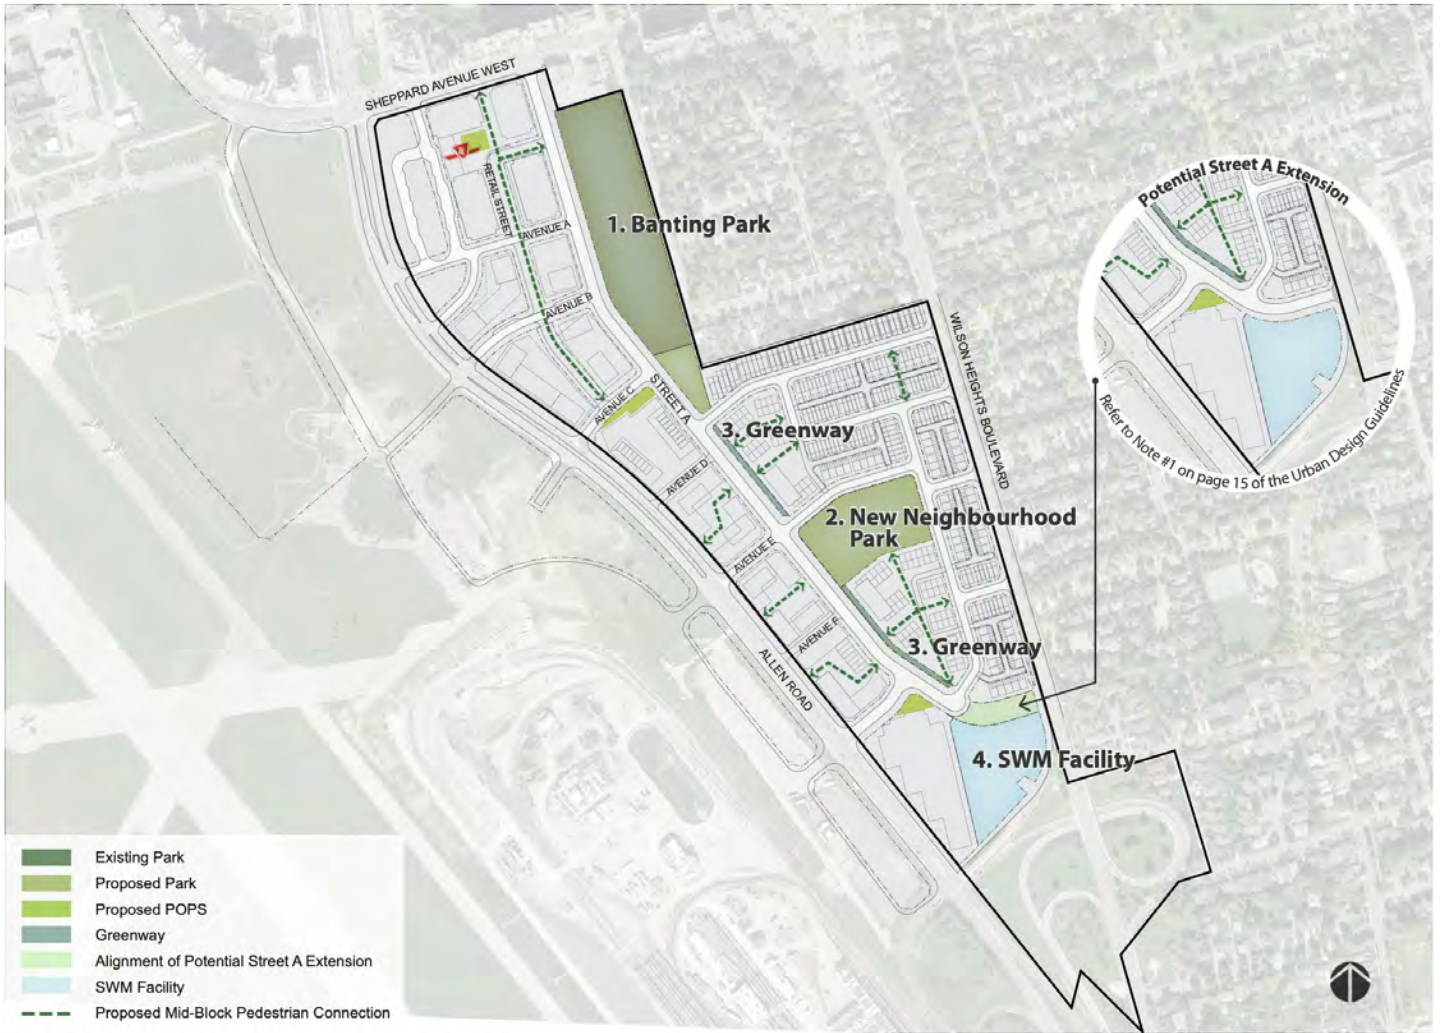 SHEPPARD AVENUE WEST
RETAIL STREET
AVENUE A
1. Banting Park
AVENUE B
AVENUE C
STREET A
WILSON HEIGHTS BOULEVARD
3. Greenway
AVENUE D
2. New Neighbourhood
Park
AVENUE E
AVENUE F
3. Greenway
ALLEN ROAD
4. SWM Facility
Potential Street A Extension
Refer to Note #1 on page 15 of the Urban Design Guidelines
Existing Park
Proposed Park
Proposed POPS
Greenway
Alignment of Potential Street A Extension
SWM Facility
Proposed Mid-Block Pedestrian Connection